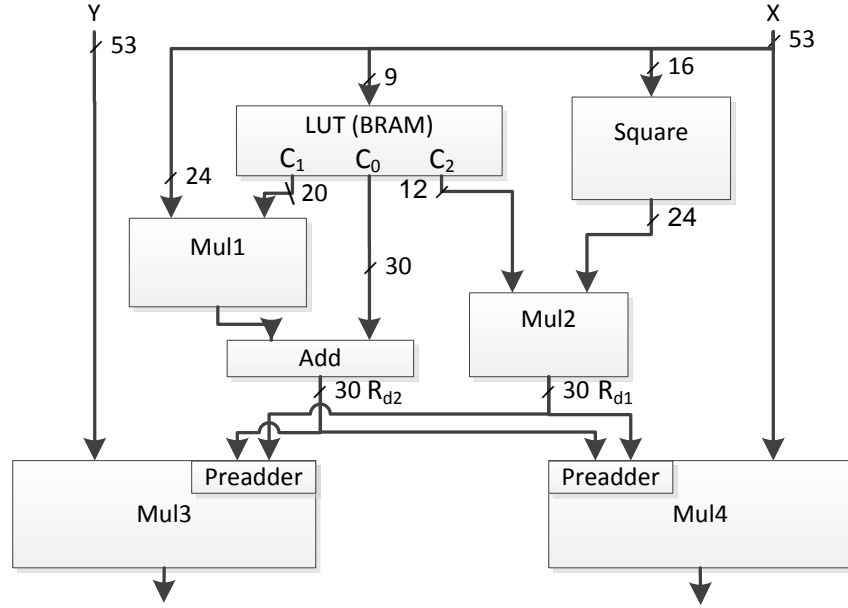 Y X
53 53
9 16
LUT (BRAM)
C1 C0 C2
Square
24 20 12 24
Mul1
30
Mul2
Add
30 Rd2 30 Rd1
Preadder Preadder
Mul3 Mul4